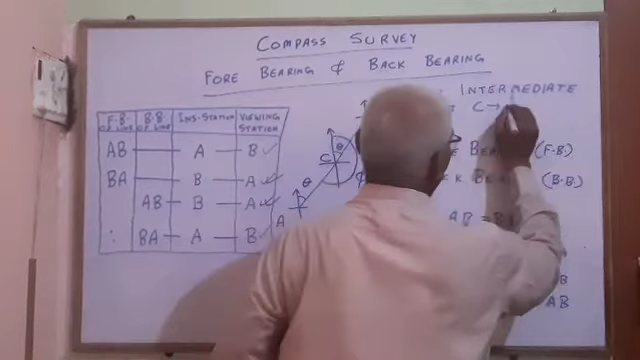 COMPASS SURVEY
FORE BEARING & BACK BEARING
F.B. OF LINE B.B. OF LINE INS-STATION VIEWING STATION
AB — A — B ✓
BA — B — A ✓
AB — B — A ✓
: BA — A — B ✓
θ
C
θ
A
INTERMEDIATE
C →
(F.B.)
(B.B.)
AB =
B
AB